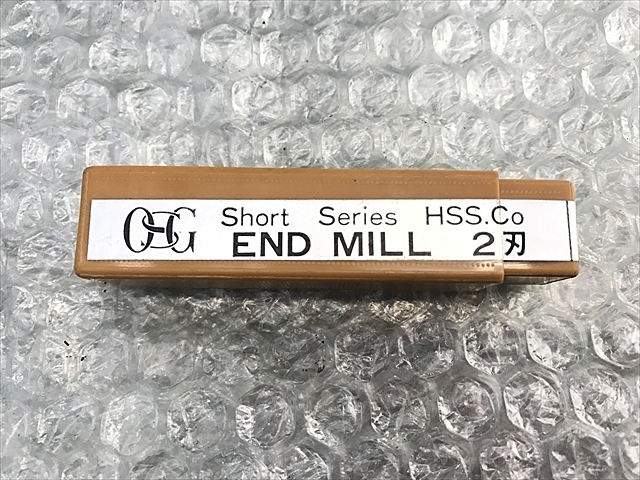 OSG Short Series HSS.Co
END MILL 2刃